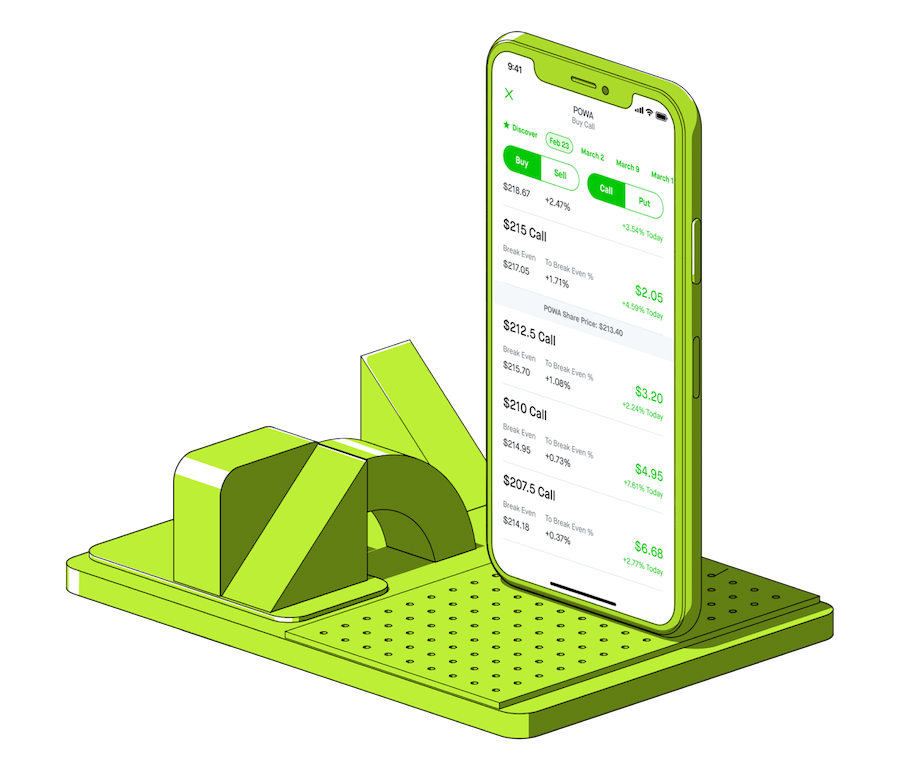 9:41
POWA
Buy Call
Discover Feb 23 March 2 March 9 March 1
Buy Sell Call Put
$218.67 +2.47%
+3.54% Today
$215 Call
Break Even To Break Even %
$217.05 +1.71%
$2.05
+4.59% Today
POWA Share Price: $213.40
$212.5 Call
Break Even To Break Even %
$215.70 +1.08%
$3.20
+2.24% Today
$210 Call
Break Even To Break Even %
$214.95 +0.73%
$4.95
+7.61% Today
$207.5 Call
Break Even To Break Even %
$214.18 +0.37%
$6.68
+2.77% Today